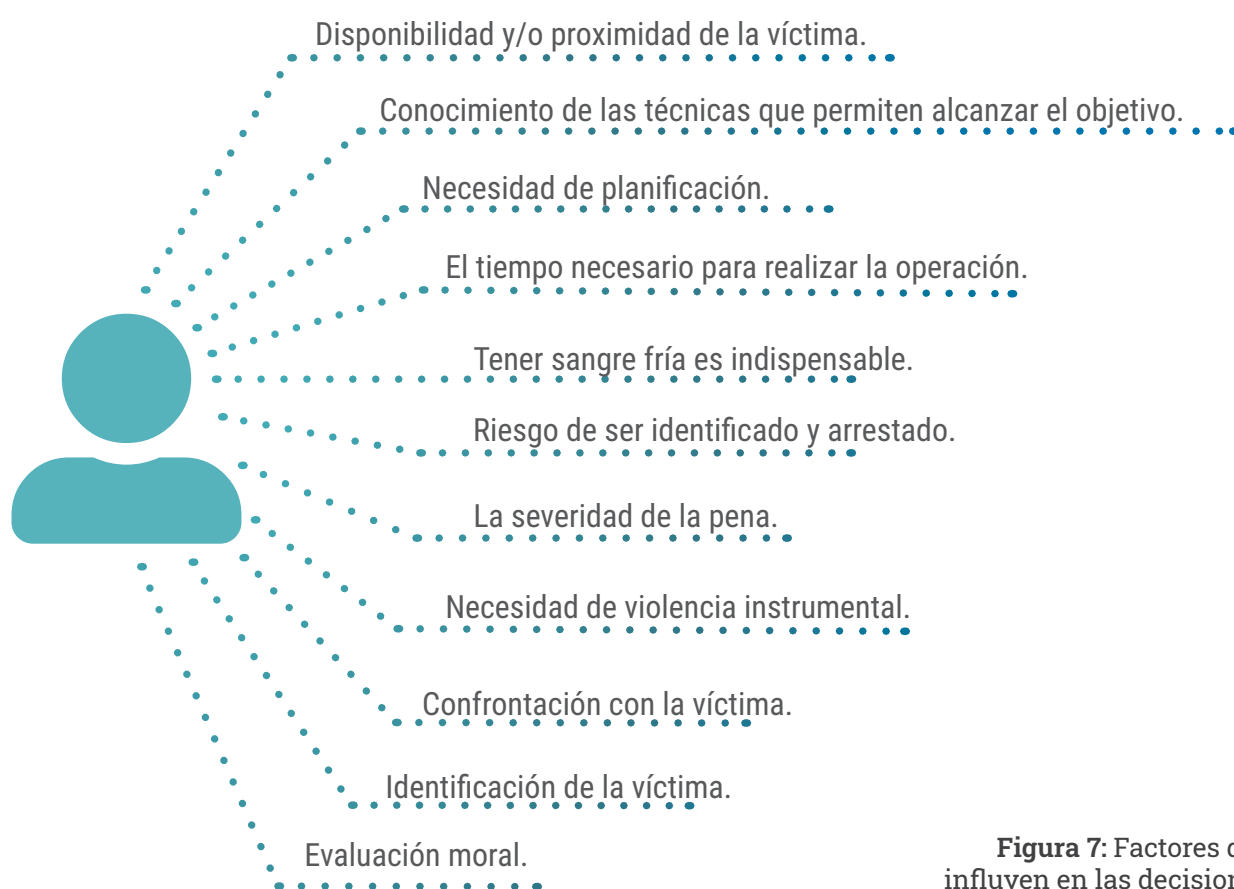 Disponibilidad y/o proximidad de la víctima.
Conocimiento de las técnicas que permiten alcanzar el objetivo.
Necesidad de planificación.
El tiempo necesario para realizar la operación.
Tener sangre fría es indispensable.
Riesgo de ser identificado y arrestado.
La severidad de la pena.
Necesidad de violencia instrumental.
Confrontación con la víctima.
Identificación de la víctima.
Evaluación moral.
Figura 7: Factores
influyen en las